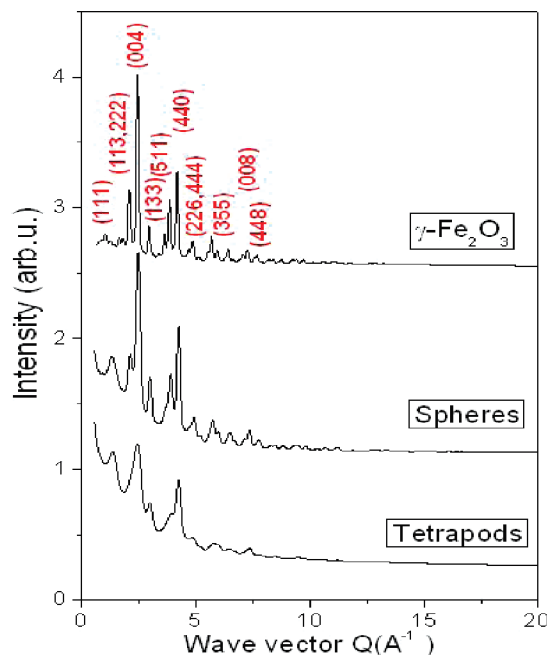 Intensity (arb.u.)
4
3
2
1
0
(111)
(113,222)
(004)
(133)
(511)
(440)
(226,444)
(355)
(008)
(448)
γ-Fe₂O₃
Spheres
Tetrapods
0 5 10 15 20
Wave vector Q(A⁻¹)